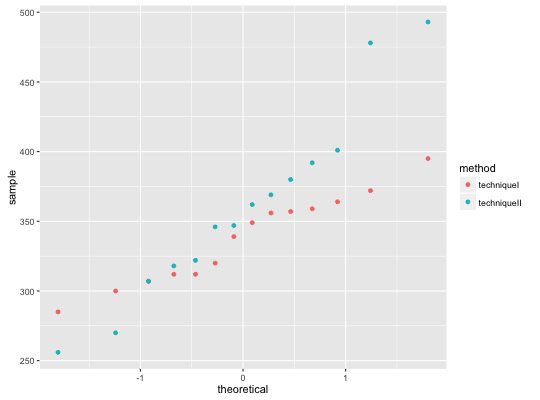 500
450
400
350
300
250
sample
-1 0 1
theoretical
method
techniqueI
techniqueII